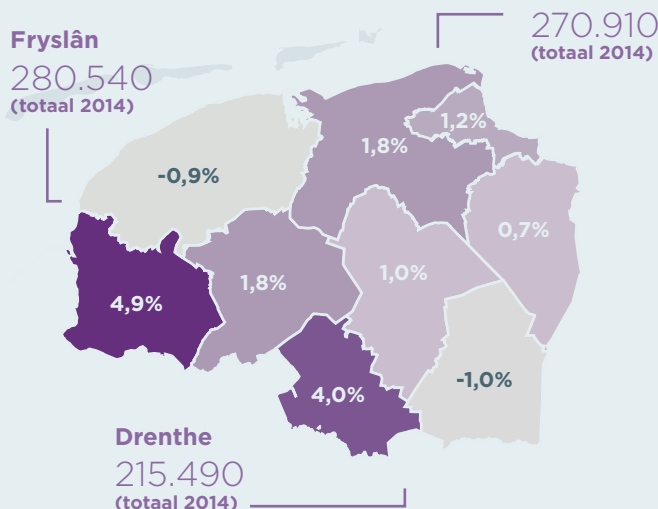 Fryslân
280.540
(totaal 2014)
270.910
(totaal 2014)
1,2%
1,8%
-0,9%
0,7%
4,9%
1,8%
1,0%
4,0%
-1,0%
Drenthe
215.490
(totaal 2014)